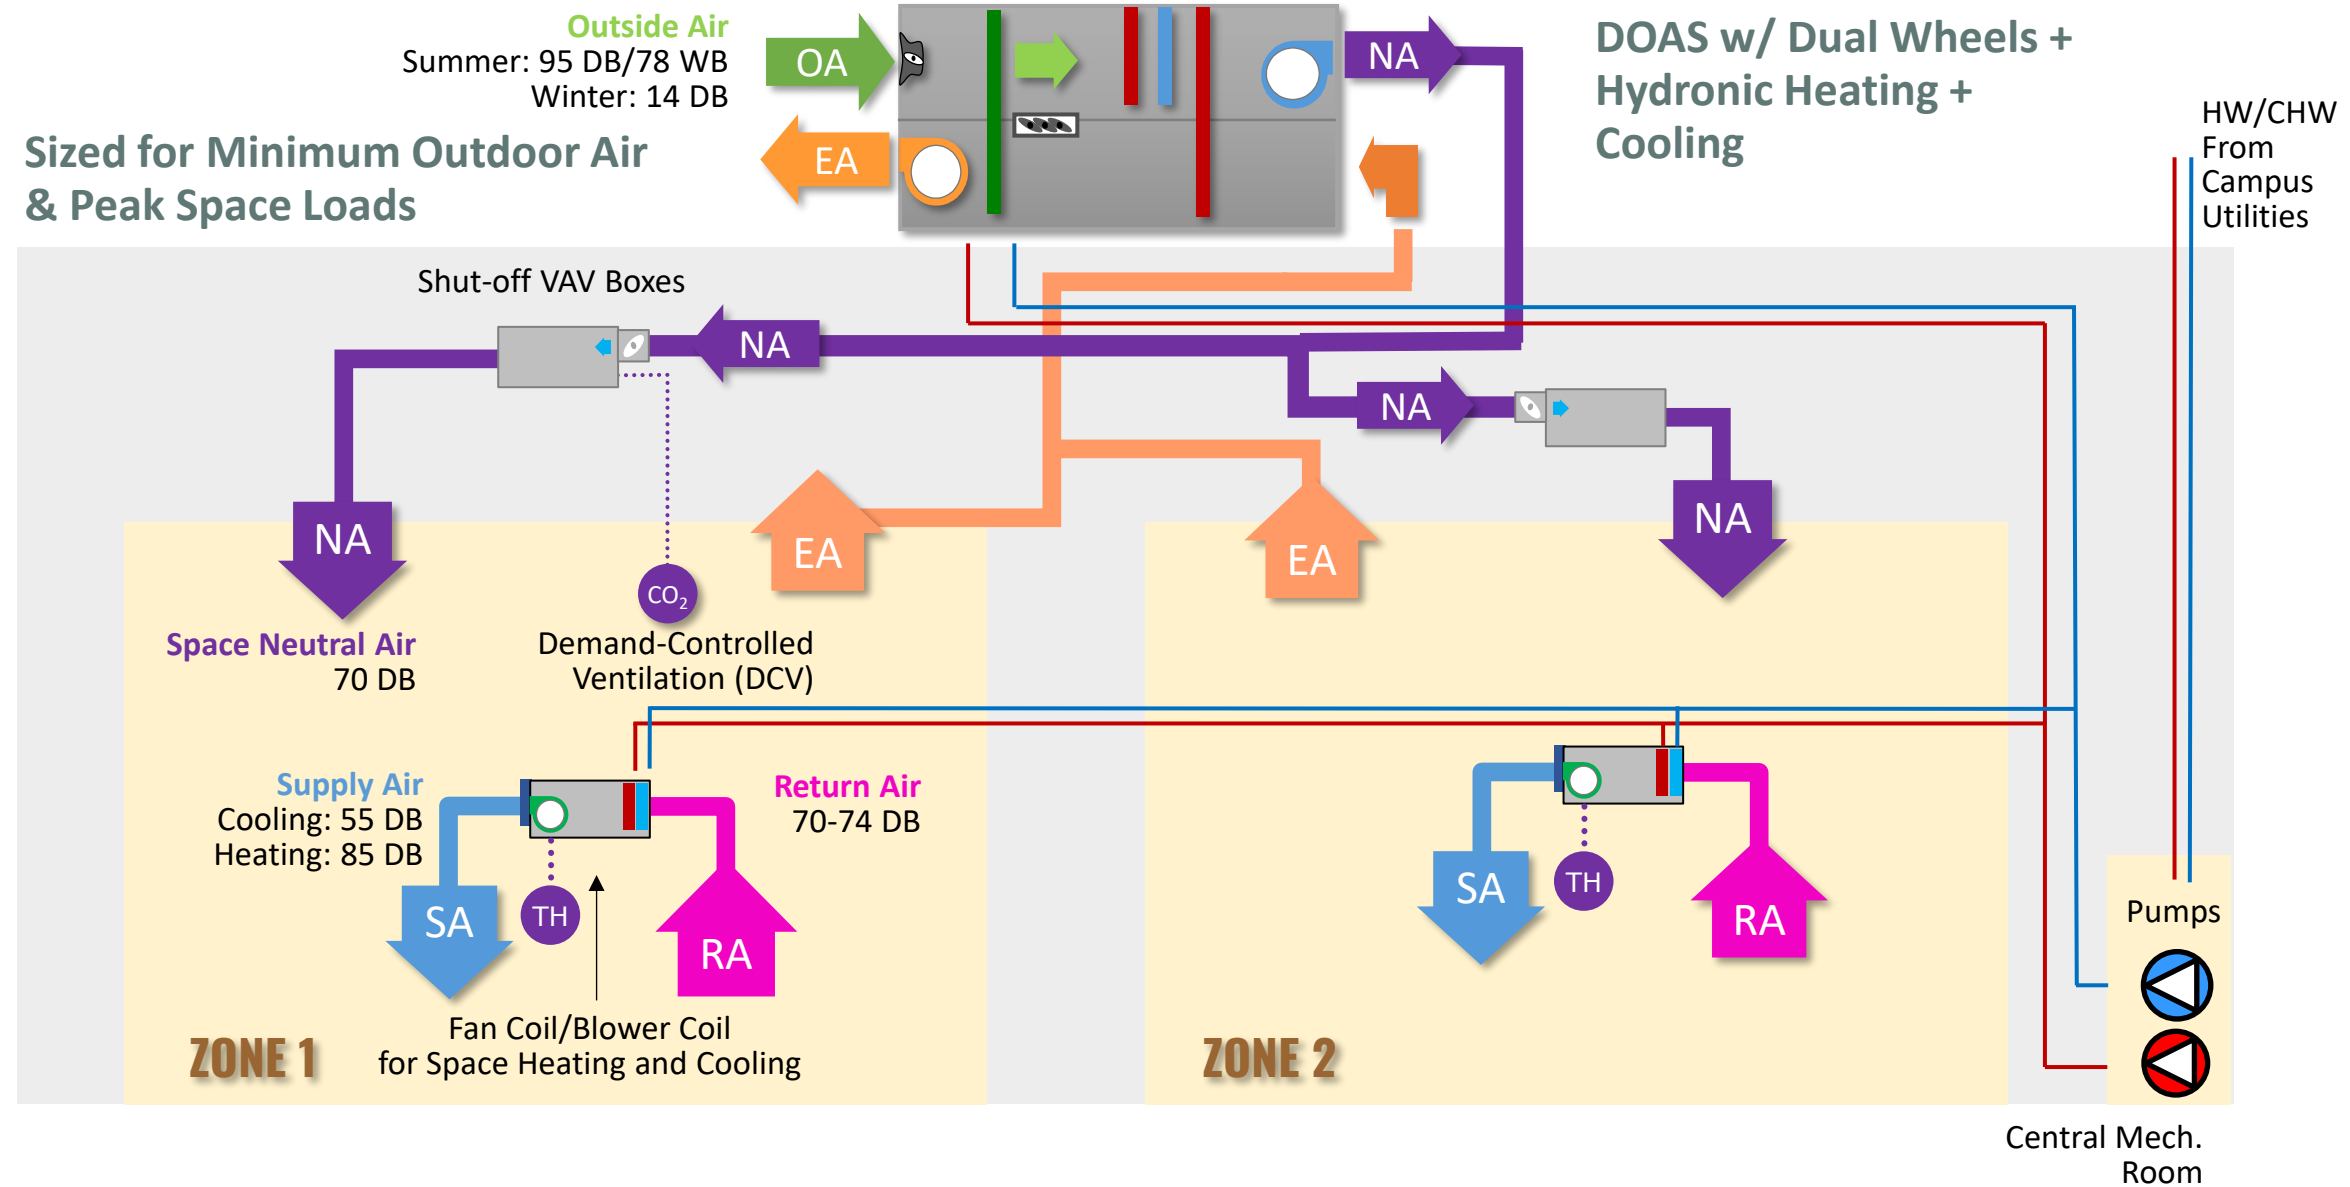 Outside Air
Summer: 95 DB/78 WB
Winter: 14 DB
OA
EA
NA
DOAS w/ Dual Wheels +
Hydronic Heating +
Cooling
HW/CHW
From
Campus
Utilities
Sized for Minimum Outdoor Air
& Peak Space Loads
Shut-off VAV Boxes
NA
NA
NA
EA
EA
NA
CO₂
Space Neutral Air
70 DB
Demand-Controlled
Ventilation (DCV)
Supply Air
Cooling: 55 DB
Heating: 85 DB
Return Air
70-74 DB
SA
TH
RA
SA
TH
RA
Pumps
Fan Coil/Blower Coil
for Space Heating and Cooling
ZONE 1
ZONE 2
Central Mech.
Room